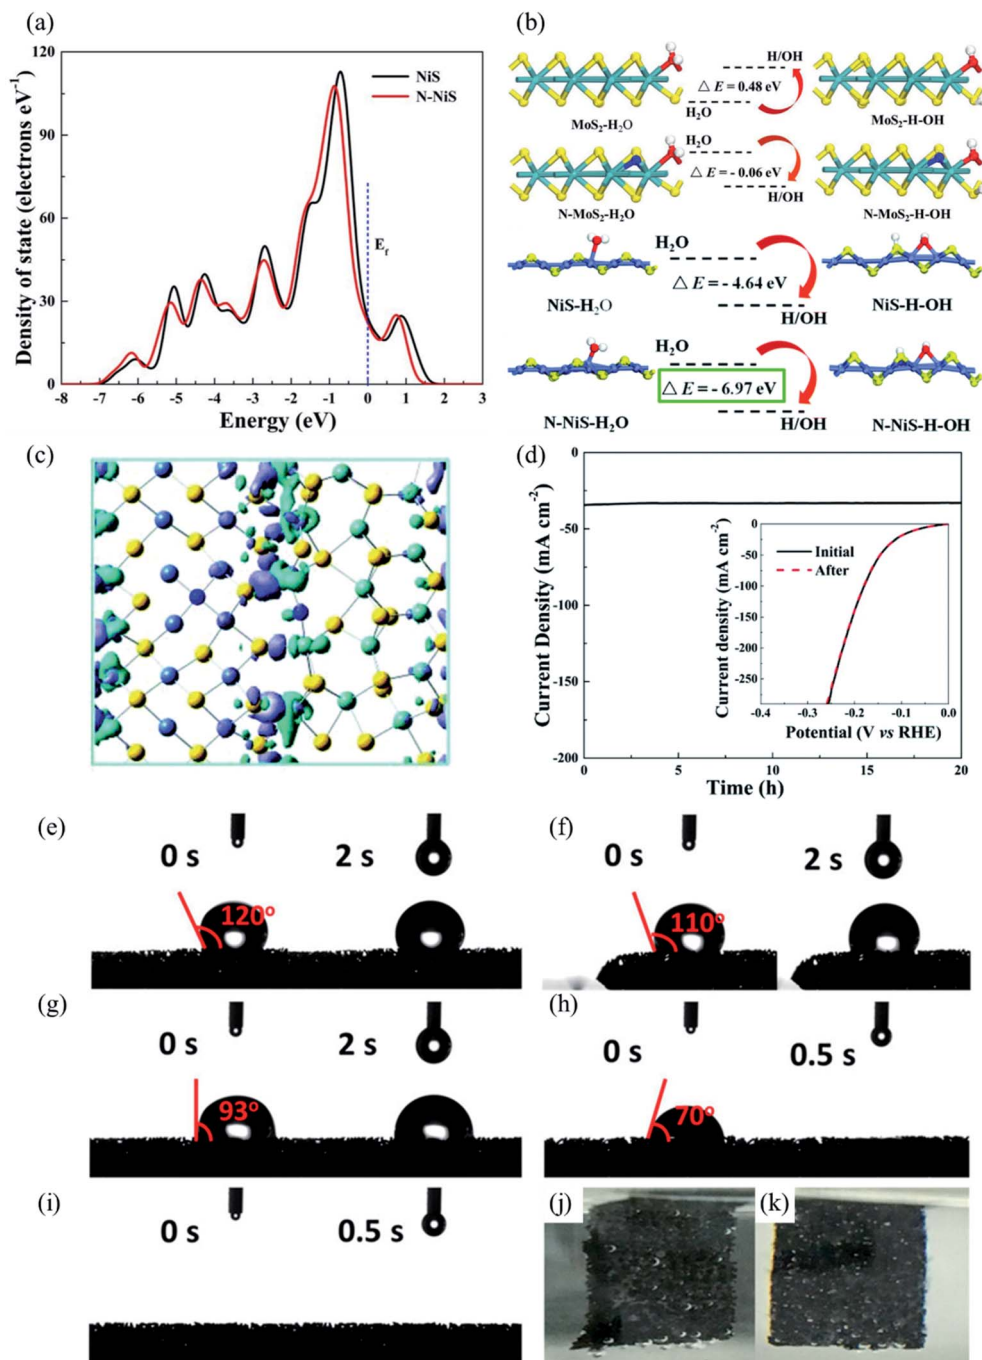 (a)
Density of state (electrons eV⁻¹)
120
90
60
30
0
NiS
N-NiS
E_f
-8 -7 -6 -5 -4 -3 -2 -1 0 1 2 3
Energy (eV)
(b)
H/OH
△ E = 0.48 eV
H₂O
MoS₂-H₂O
MoS₂-H-OH
H₂O
△ E = - 0.06 eV
H/OH
N-MoS₂-H₂O
N-MoS₂-H-OH
H₂O
△ E = - 4.64 eV
H/OH
NiS-H₂O
NiS-H-OH
H₂O
△ E = - 6.97 eV
H/OH
N-NiS-H₂O
N-NiS-H-OH
(c)
(d)
Current Density (mA cm⁻²)
0
-50
-100
-150
-200
0 5 10 15 20
Time (h)
Current density (mA cm⁻²)
0
-50
-100
-150
-200
-250
Initial
After
-0.4 -0.3 -0.2 -0.1 0.0
Potential (V vs RHE)
(e)
0 s
2 s
120°
(f)
0 s
2 s
110°
(g)
0 s
2 s
93°
(h)
0 s
0.5 s
70°
(i)
0 s
0.5 s
(j)
(k)